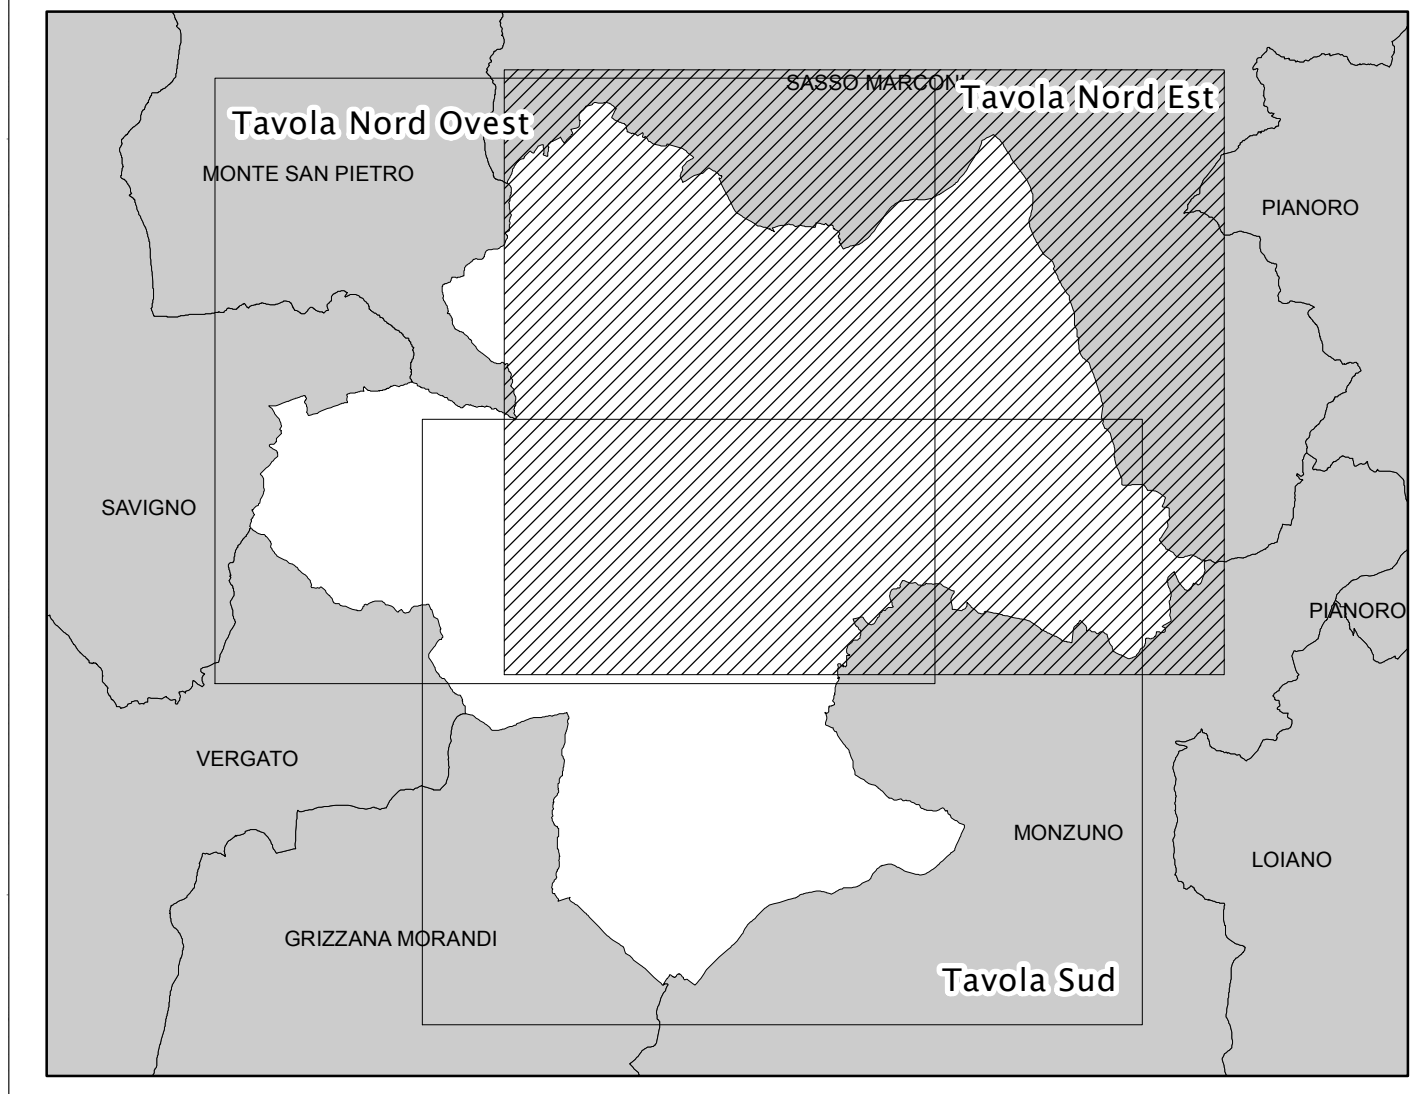 SASSO MARCONI
Tavola Nord Est
Tavola Nord Ovest
MONTE SAN PIETRO
PIANORO
SAVIGNO
PIANORO
VERGATO
MONZUNO
LOIANO
GRIZZANA MORANDI
Tavola Sud